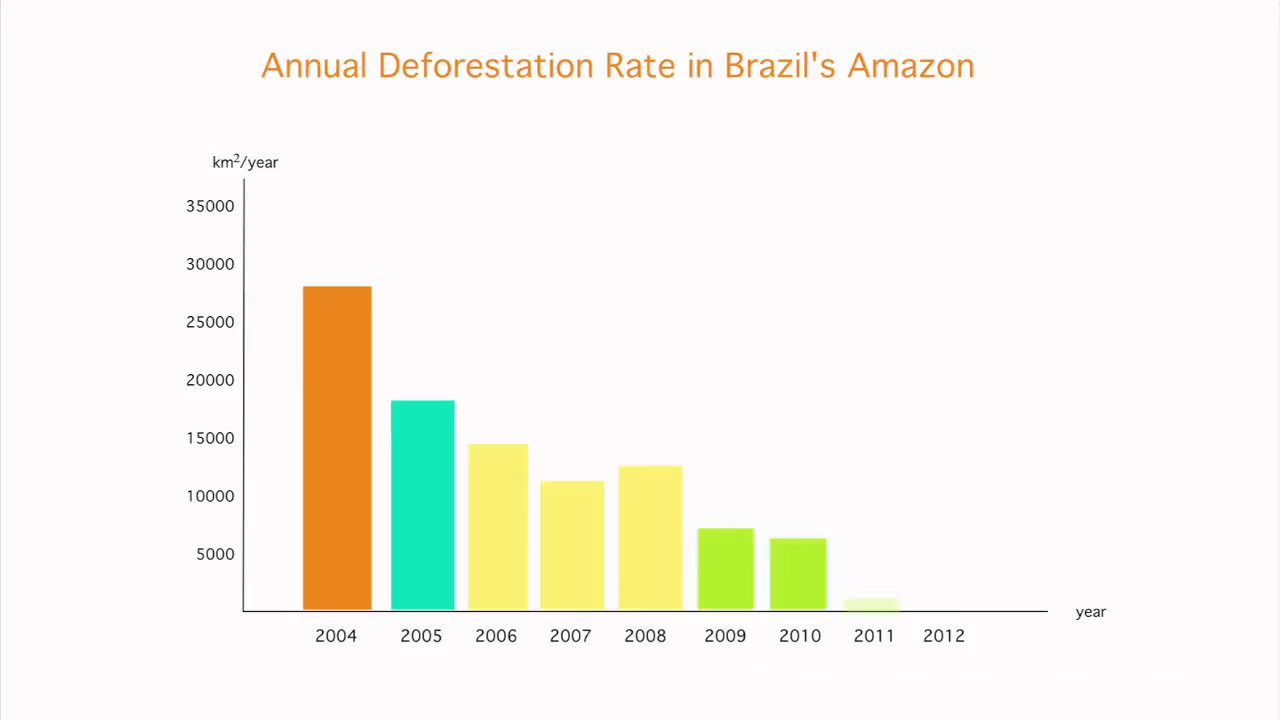 Annual Deforestation Rate in Brazil's Amazon
km²/year
35000
30000
25000
20000
15000
10000
5000
year
2004 2005 2006 2007 2008 2009 2010 2011 2012